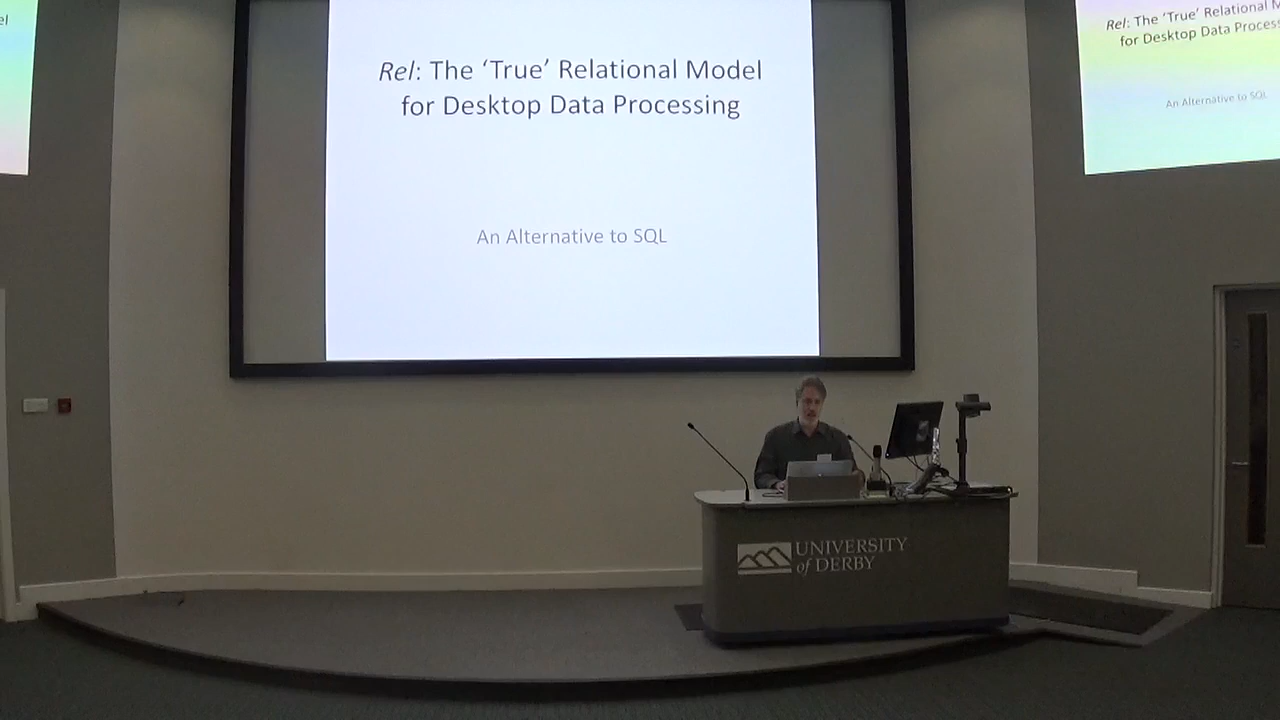 el
Rel: The ‘True’ Relational Model
for Desktop Data Processing
An Alternative to SQL
Rel: The ‘True’ Relational M
for Desktop Data Process
An Alternative to SQL
UNIVERSITY
of DERBY